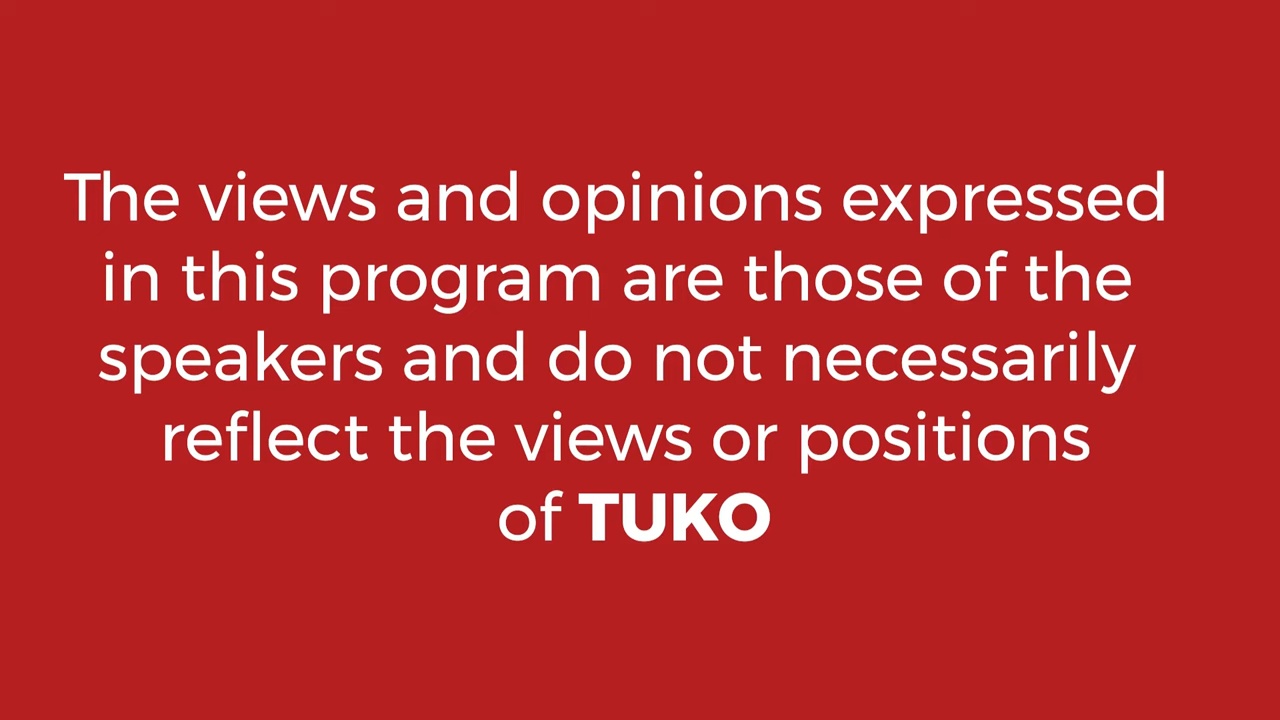 The views and opinions expressed
in this program are those of the
speakers and do not necessarily
reflect the views or positions
of TUKO